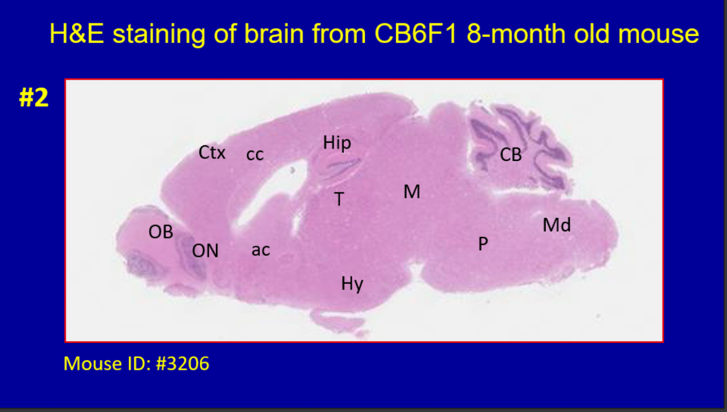 H&E staining of brain from CB6F1 8-month old mouse
#2
Ctx cc Hip CB
T M
OB ON ac P Md
Hy
Mouse ID: #3206